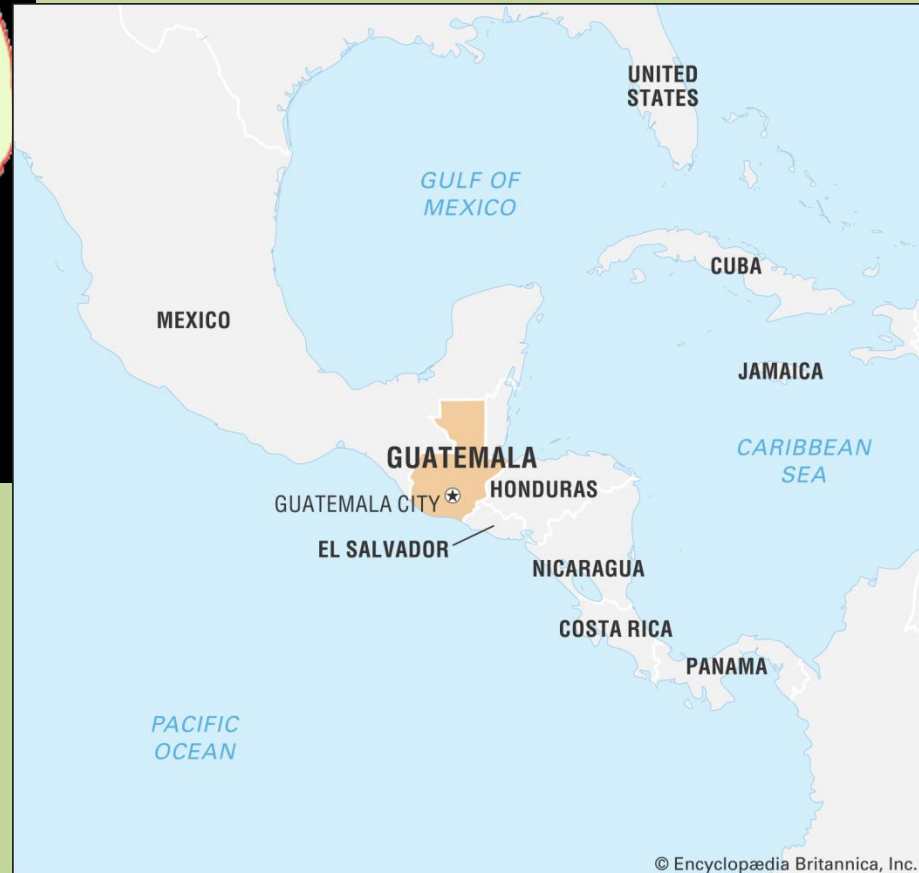 UNITED
STATES
GULF OF
MEXICO
CUBA
MEXICO
JAMAICA
CARIBBEAN
SEA
GUATEMALA
HONDURAS
GUATEMALA CITY
EL SALVADOR
NICARAGUA
COSTA RICA
PANAMA
PACIFIC
OCEAN
© Encyclopædia Britannica, Inc.